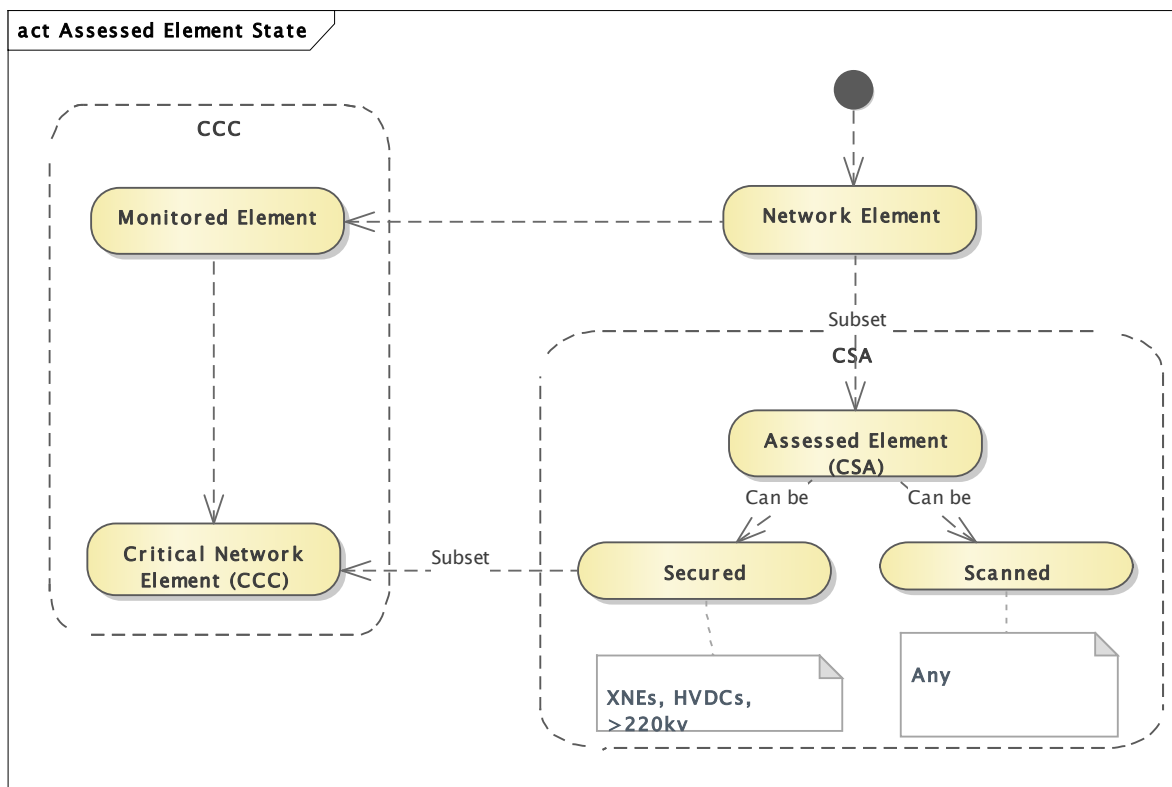 act Assessed Element State
CCC
Monitored Element
Network Element
Subset
CSA
Assessed Element
(CSA)
Can be
Can be
Critical Network
Element (CCC)
Subset
Secured
Scanned
XNEs, HVDCs,
>220kv
Any